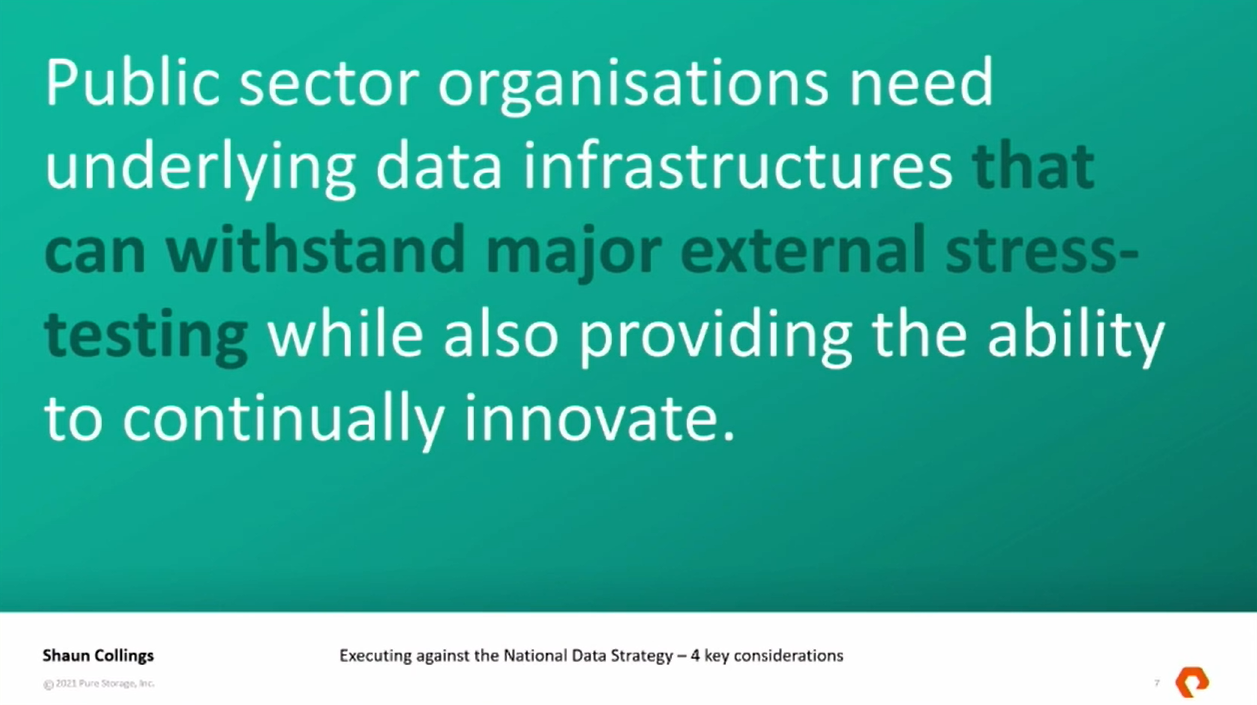 Public sector organisations need
underlying data infrastructures that
can withstand major external stress-
testing while also providing the ability
to continually innovate.
Shaun Collings
Executing against the National Data Strategy – 4 key considerations
© 2021 Pure Storage, Inc.
7